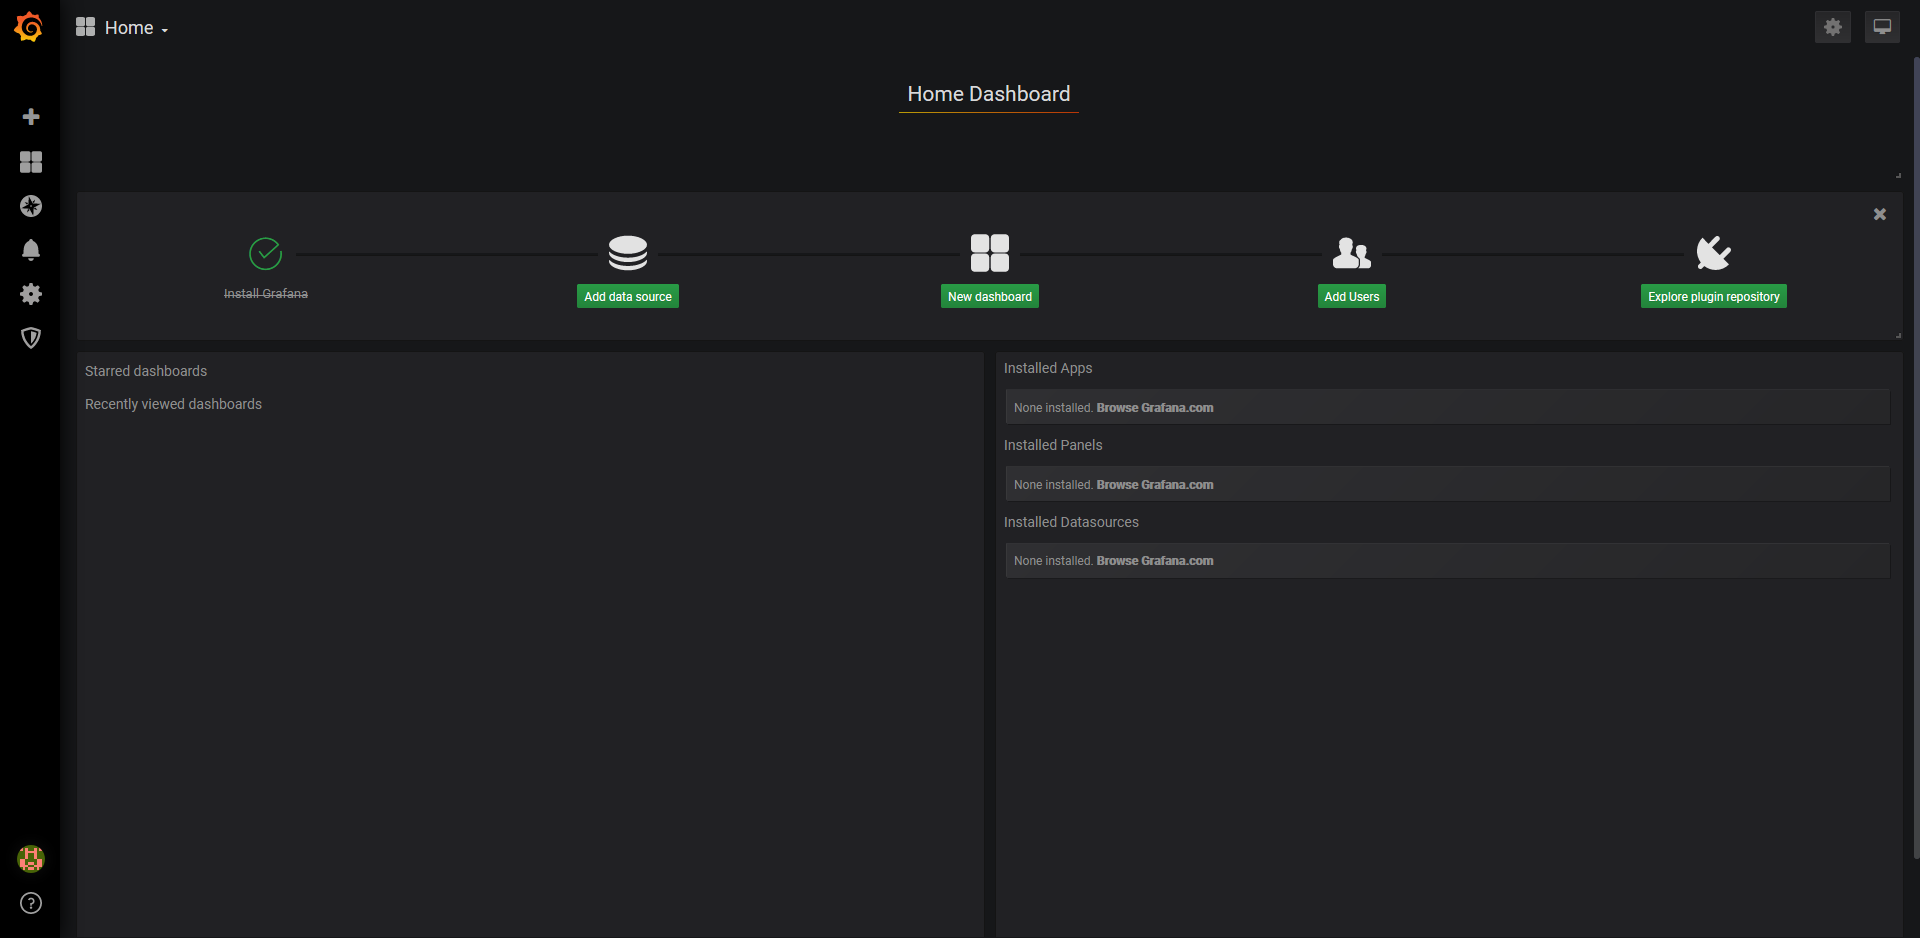 Home
Home Dashboard
Install Grafana
Add data source
New dashboard
Add Users
Explore plugin repository
Starred dashboards
Recently viewed dashboards
Installed Apps
None installed. Browse Grafana.com
Installed Panels
None installed. Browse Grafana.com
Installed Datasources
None installed. Browse Grafana.com
?